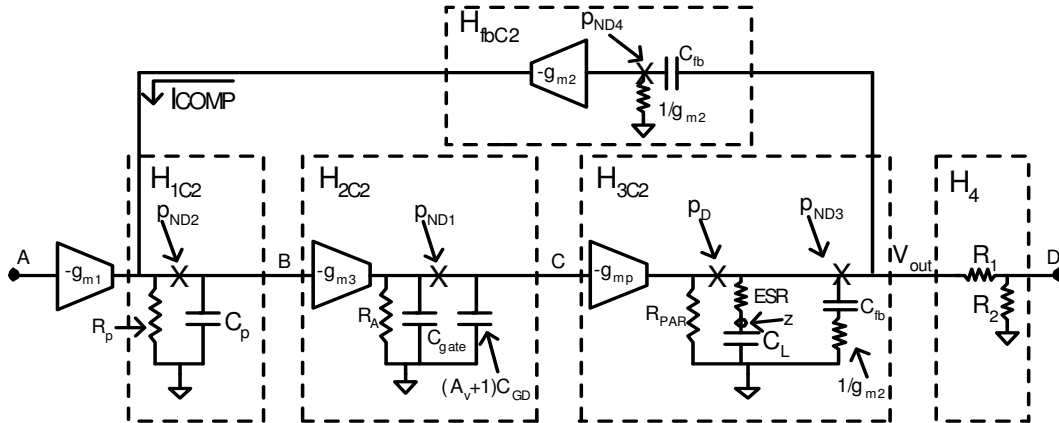 H_fbC2
p_ND4
C_fb
-g_m2
1/g_m2
ICOMP
H_1C2
H_2C2
H_3C2
H_4
p_ND2
p_ND1
p_D
p_ND3
A
-g_m1
B
-g_m3
C
-g_mp
V_out
R_1
D
R_p
C_p
R_A
C_gate
(A_v+1)C_GD
R_PAR
ESR
z
C_L
C_fb
1/g_m2
R_2